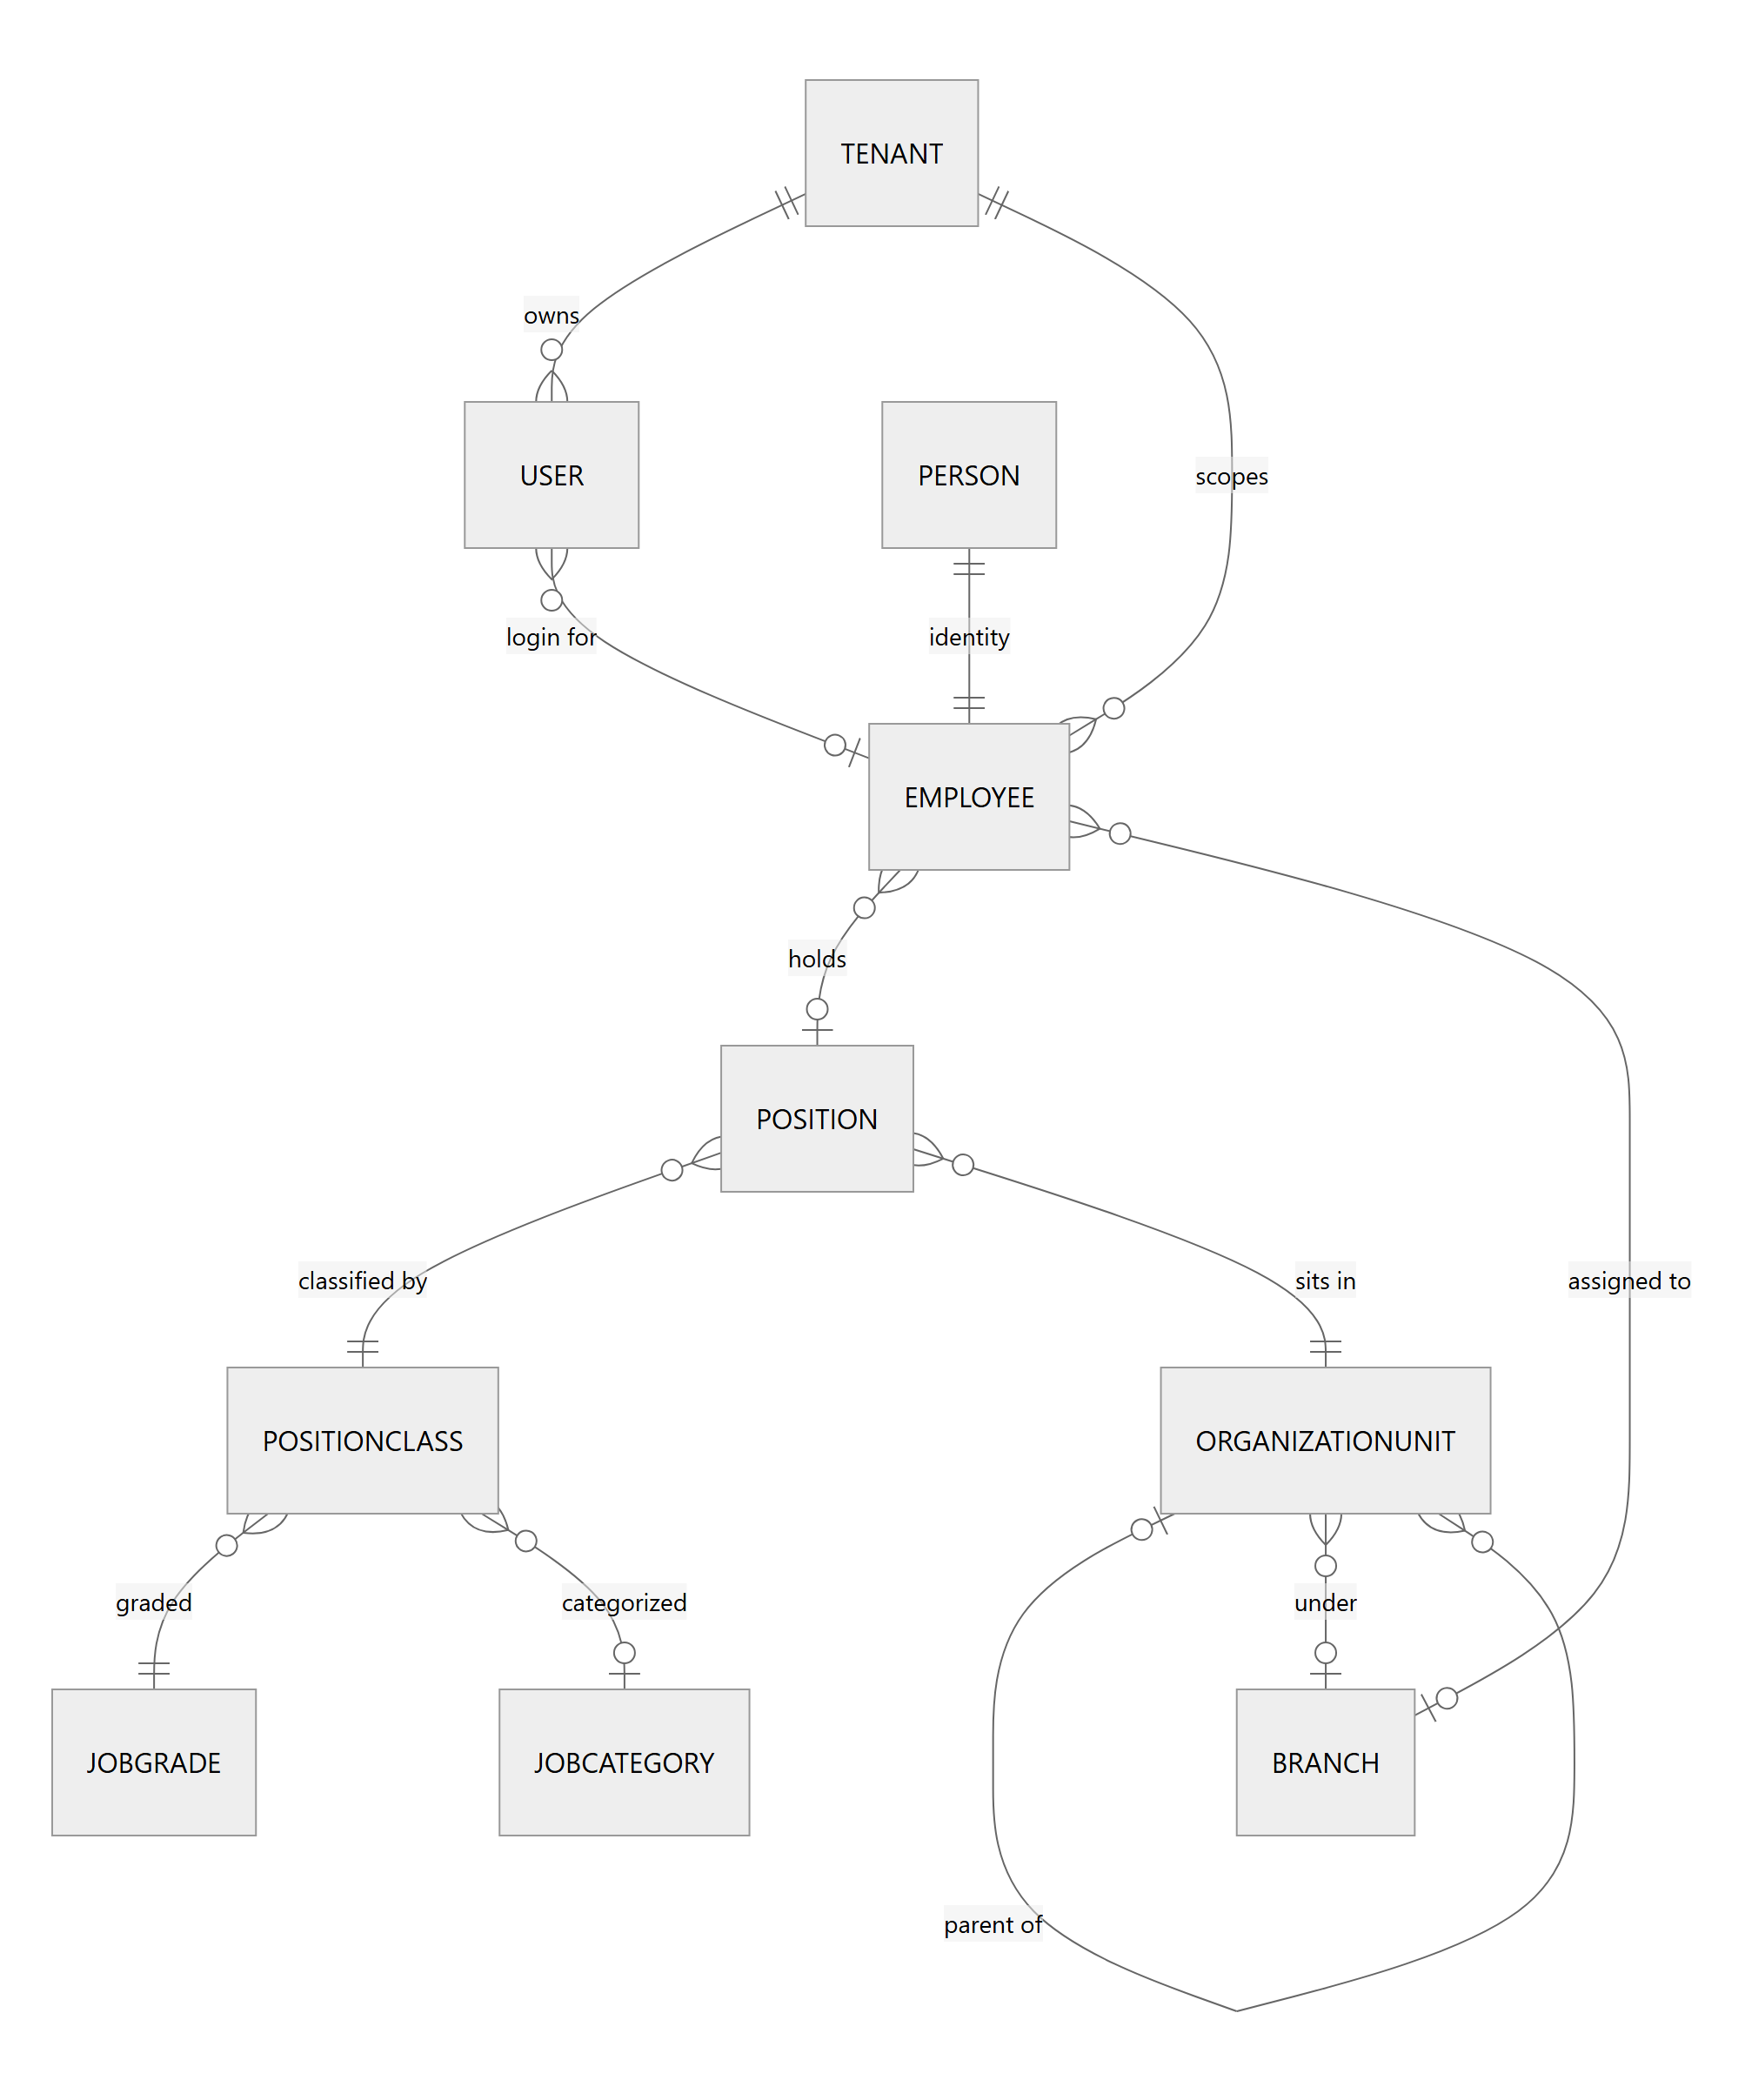 TENANT
owns
USER
PERSON
scopes
login for
identity
EMPLOYEE
holds
POSITION
classified by
sits in
assigned to
POSITIONCLASS
ORGANIZATIONUNIT
graded
categorized
under
JOBGRADE
JOBCATEGORY
BRANCH
parent of